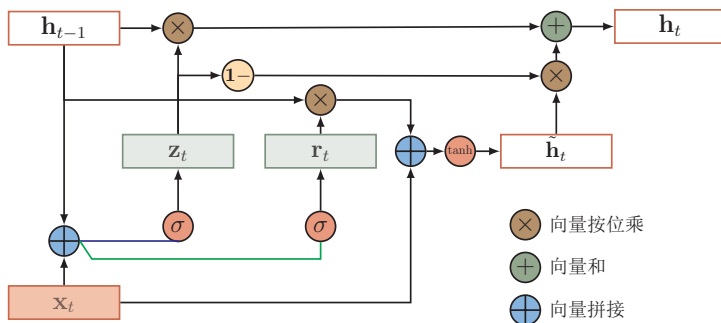 h_{t−1} × + h_t
1− ×
×
z_t r_t tanh h̃_t
σ σ × 向量按位乘
+ 向量和
x_t 向量拼接